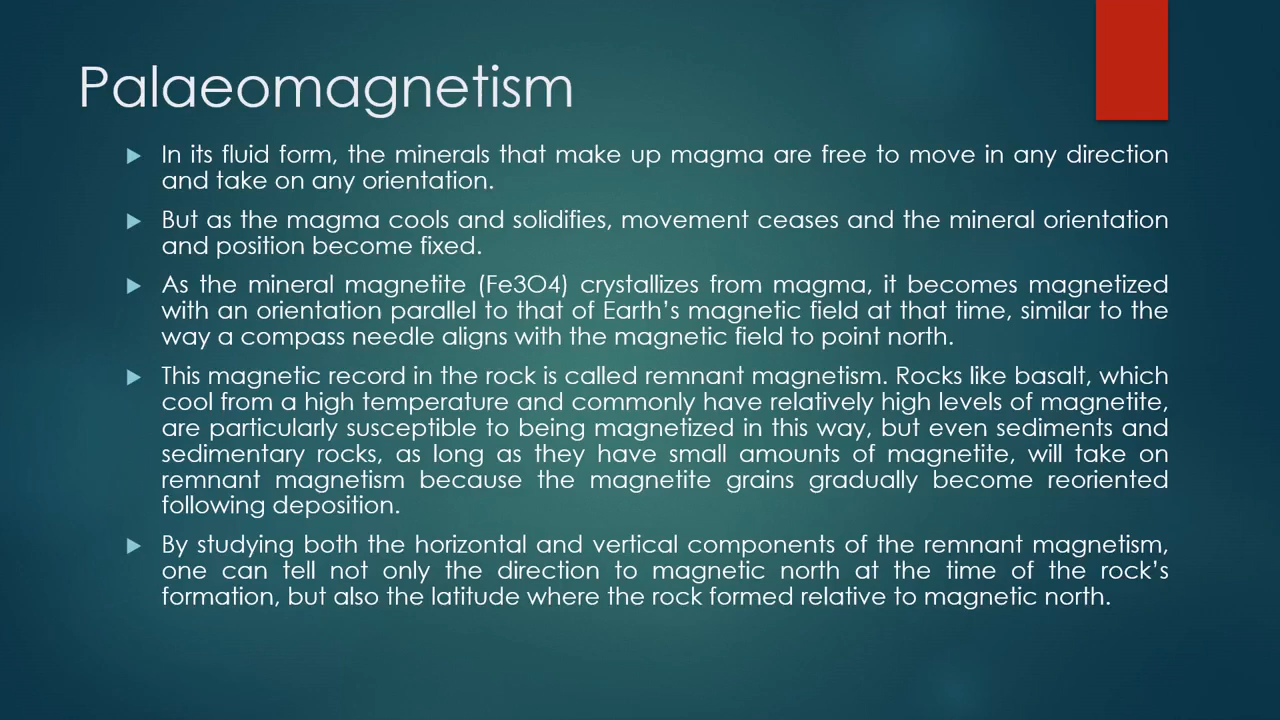 Palaeomagnetism
In its fluid form, the minerals that make up magma are free to move in any direction
and take on any orientation.
But as the magma cools and solidifies, movement ceases and the mineral orientation
and position become fixed.
As the mineral magnetite (Fe3O4) crystallizes from magma, it becomes magnetized
with an orientation parallel to that of Earth's magnetic field at that time, similar to the
way a compass needle aligns with the magnetic field to point north.
This magnetic record in the rock is called remnant magnetism. Rocks like basalt, which
cool from a high temperature and commonly have relatively high levels of magnetite,
are particularly susceptible to being magnetized in this way, but even sediments and
sedimentary rocks, as long as they have small amounts of magnetite, will take on
remnant magnetism because the magnetite grains gradually become reoriented
following deposition.
By studying both the horizontal and vertical components of the remnant magnetism,
one can tell not only the direction to magnetic north at the time of the rock's
formation, but also the latitude where the rock formed relative to magnetic north.